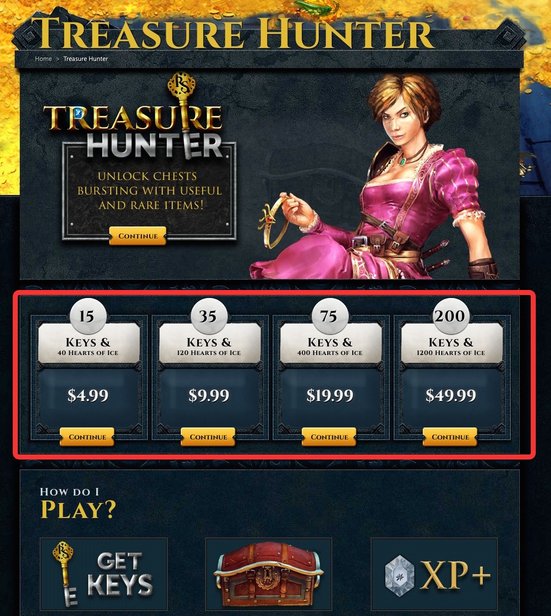 TREASURE HUNTER
Home > Treasure Hunter
TREASURE
HUNTER
UNLOCK CHESTS
BURSTING WITH USEFUL
AND RARE ITEMS!
CONTINUE
15
KEYS &
40 HEARTS OF ICE
$4.99
CONTINUE
35
KEYS &
120 HEARTS OF ICE
$9.99
CONTINUE
75
KEYS &
400 HEARTS OF ICE
$19.99
CONTINUE
200
KEYS &
1200 HEARTS OF ICE
$49.99
CONTINUE
HOW DO I
PLAY?
GET
KEYS
XP+